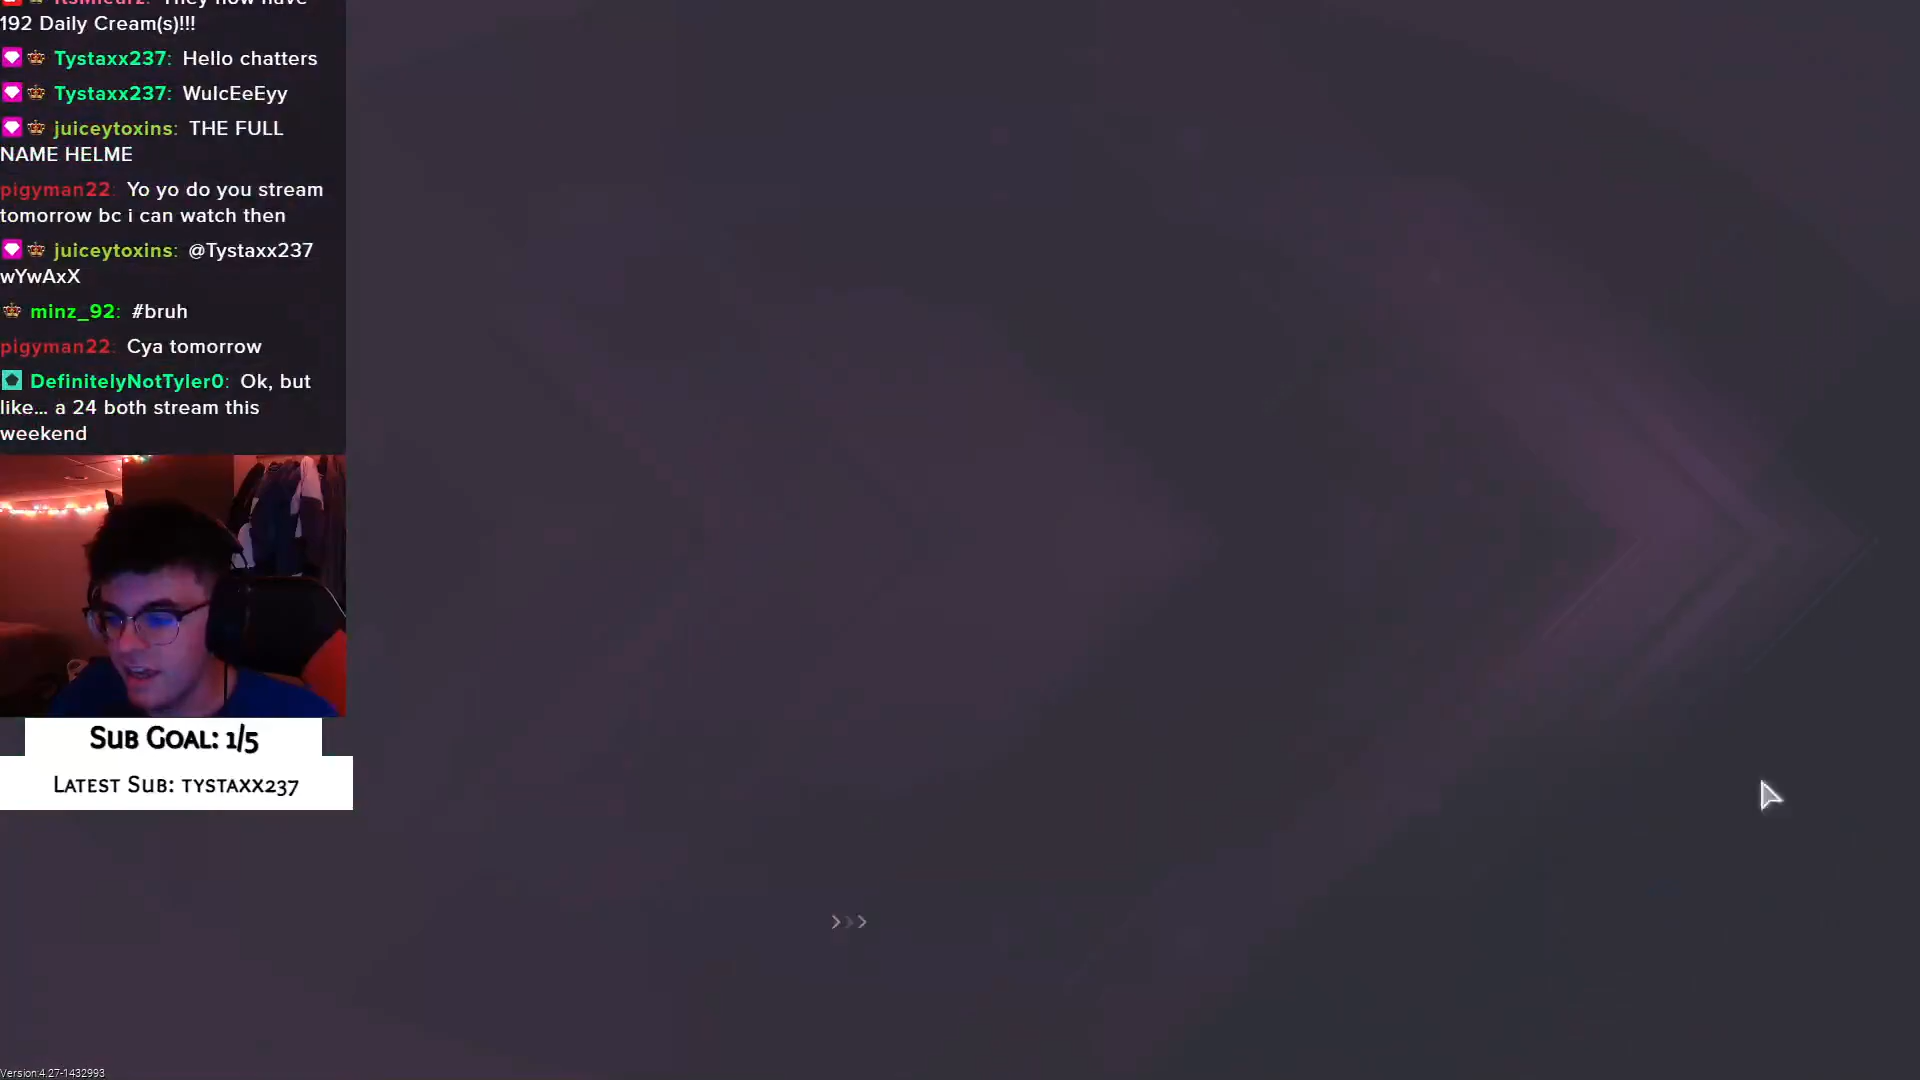 192 Daily Cream(s)!!!
Tystaxx237: Hello chatters
Tystaxx237: WulcEeEyy
juiceytoxins: THE FULL
NAME HELME
pigyman22: Yo yo do you stream
tomorrow bc i can watch then
juiceytoxins: @Tystaxx237
wYwAxX
minz_92: #bruh
pigyman22: Cya tomorrow
DefinitelyNotTyler0: Ok, but
like... a 24 both stream this
weekend
Sub Goal: 1/5
Latest Sub: tystaxx237
Version:4.27-1432993